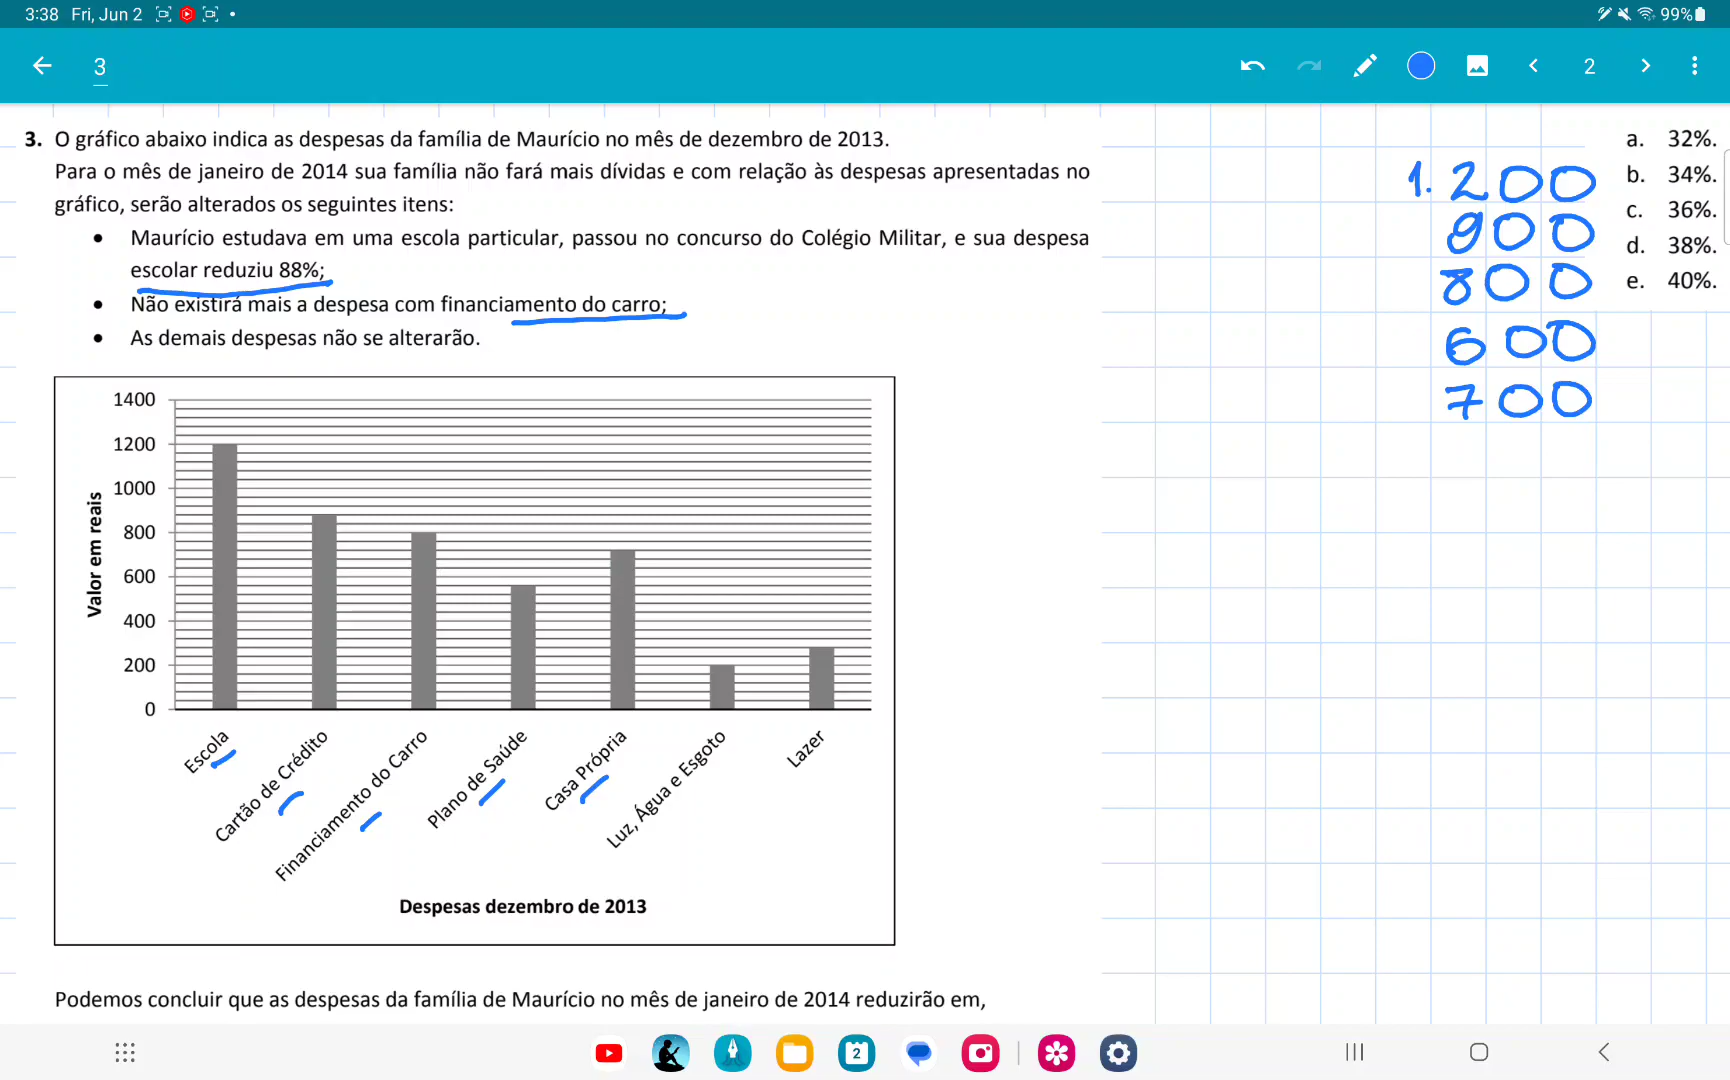 3:38 Fri, Jun 2
99%
3
2
3. O gráfico abaixo indica as despesas da família de Maurício no mês de dezembro de 2013.
Para o mês de janeiro de 2014 sua família não fará mais dívidas e com relação às despesas apresentadas no
gráfico, serão alterados os seguintes itens:
• Maurício estudava em uma escola particular, passou no concurso do Colégio Militar, e sua despesa
escolar reduziu 88%;
• Não existirá mais a despesa com financiamento do carro;
• As demais despesas não se alterarão.
1400
1200
1000
800
600
400
200
0
Valor em reais
Escola
Cartão de Crédito
Financiamento do Carro
Plano de Saúde
Casa Própria
Luz, Água e Esgoto
Lazer
Despesas dezembro de 2013
Podemos concluir que as despesas da família de Maurício no mês de janeiro de 2014 reduzirão em,
1.200
900
800
600
700
a. 32%.
b. 34%.
c. 36%.
d. 38%.
e. 40%.
2